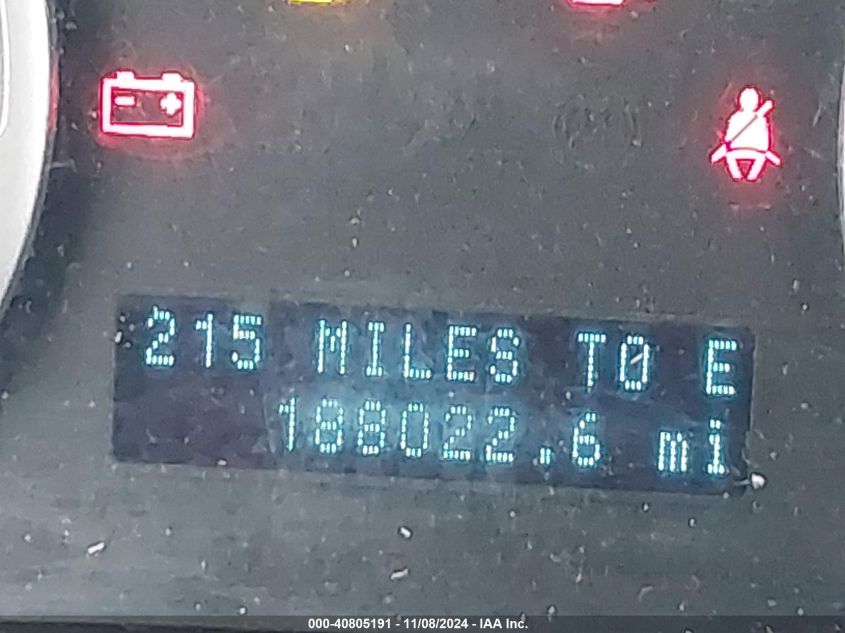 215 MILES TO E
188022.6 mi
000-40805191 - 11/08/2024 - IAA Inc.